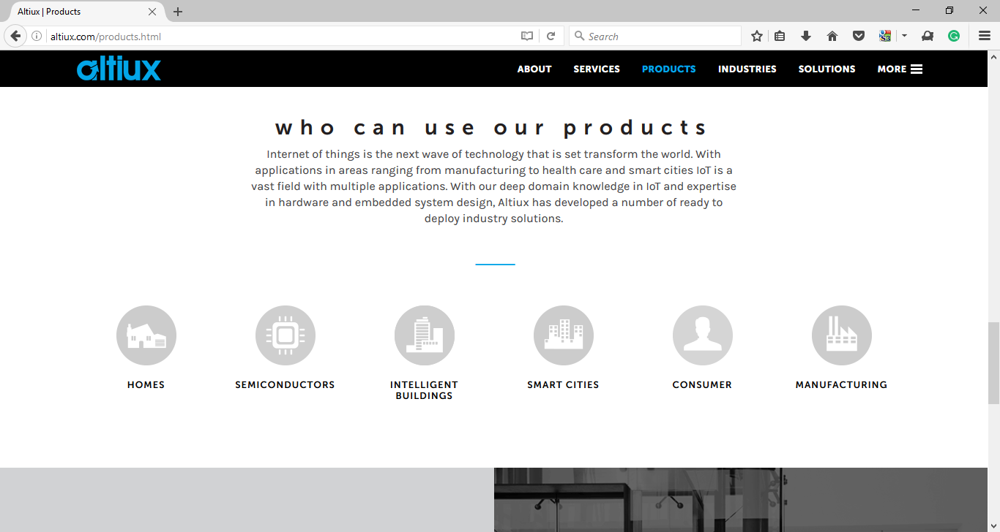 Altiux | Products
altiux.com/products.html
Search
altiux
ABOUT SERVICES PRODUCTS INDUSTRIES SOLUTIONS MORE
who can use our products
Internet of things is the next wave of technology that is set transform the world. With
applications in areas ranging from manufacturing to health care and smart cities IoT is a
vast field with multiple applications. With our deep domain knowledge in IoT and expertise
in hardware and embedded system design, Altiux has developed a number of ready to
deploy industry solutions.
HOMES SEMICONDUCTORS INTELLIGENT SMART CITIES CONSUMER MANUFACTURING
BUILDINGS